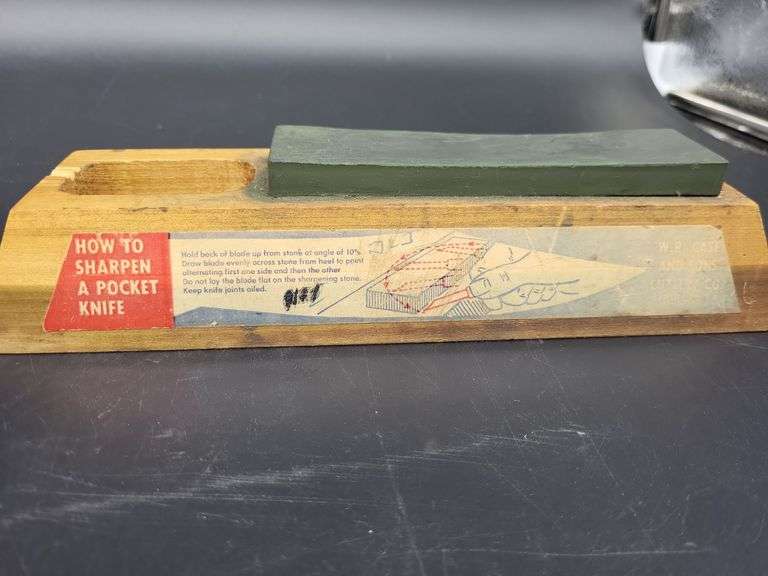 HOW TO
SHARPEN
A POCKET
KNIFE
Hold back of blade up from stone at angle of 10%.
Draw blade evenly across stone from heel to point
alternating first one side and then the other
Do not lay the blade flat on the sharpening stone.
Keep knife joints oiled.
W.R. CASE